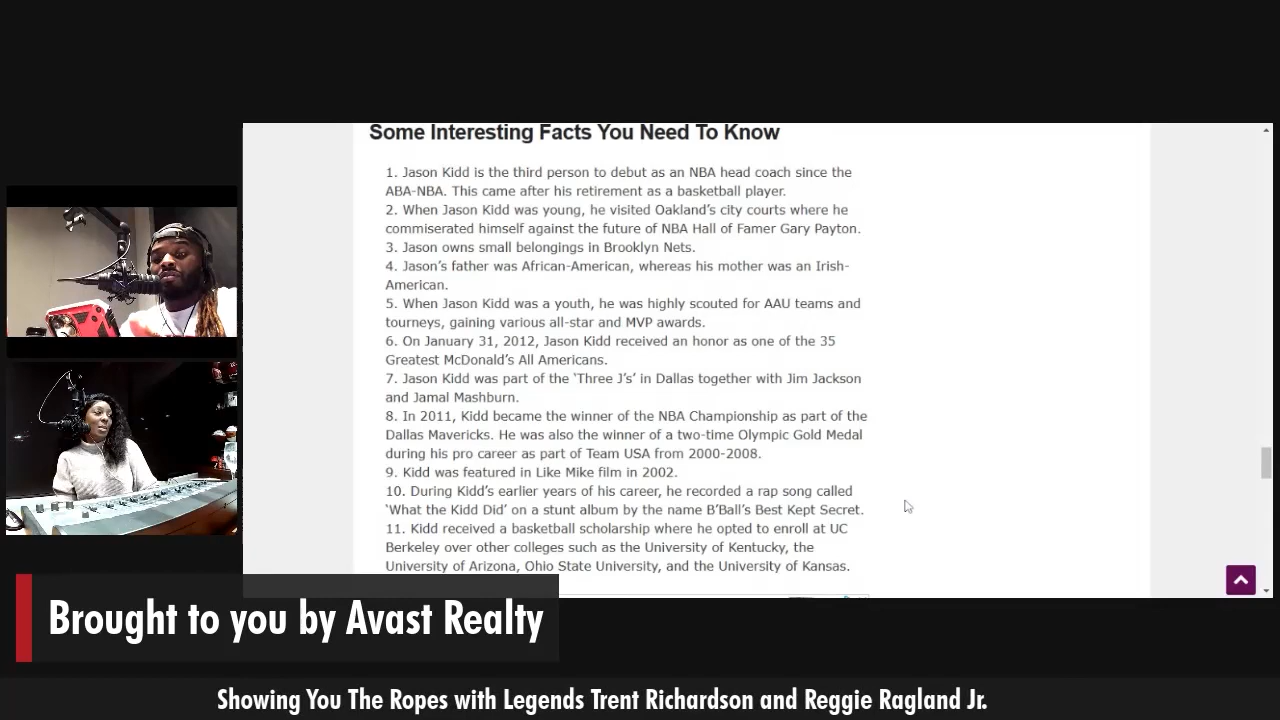 Some Interesting Facts You Need To Know
1. Jason Kidd is the third person to debut as an NBA head coach since the
ABA-NBA. This came after his retirement as a basketball player.
2. When Jason Kidd was young, he visited Oakland's city courts where he
commiserated himself against the future of NBA Hall of Famer Gary Payton.
3. Jason owns small belongings in Brooklyn Nets.
4. Jason's father was African-American, whereas his mother was an Irish-
American.
5. When Jason Kidd was a youth, he was highly scouted for AAU teams and
tourneys, gaining various all-star and MVP awards.
6. On January 31, 2012, Jason Kidd received an honor as one of the 35
Greatest McDonald's All Americans.
7. Jason Kidd was part of the ‘Three J's’ in Dallas together with Jim Jackson
and Jamal Mashburn.
8. In 2011, Kidd became the winner of the NBA Championship as part of the
Dallas Mavericks. He was also the winner of a two-time Olympic Gold Medal
during his pro career as part of Team USA from 2000-2008.
9. Kidd was featured in Like Mike film in 2002.
10. During Kidd's earlier years of his career, he recorded a rap song called
‘What the Kidd Did’ on a stunt album by the name B'Ball's Best Kept Secret.
11. Kidd received a basketball scholarship where he opted to enroll at UC
Berkeley over other colleges such as the University of Kentucky, the
University of Arizona, Ohio State University, and the University of Kansas.
Brought to you by Avast Realty
Showing You The Ropes with Legends Trent Richardson and Reggie Ragland Jr.